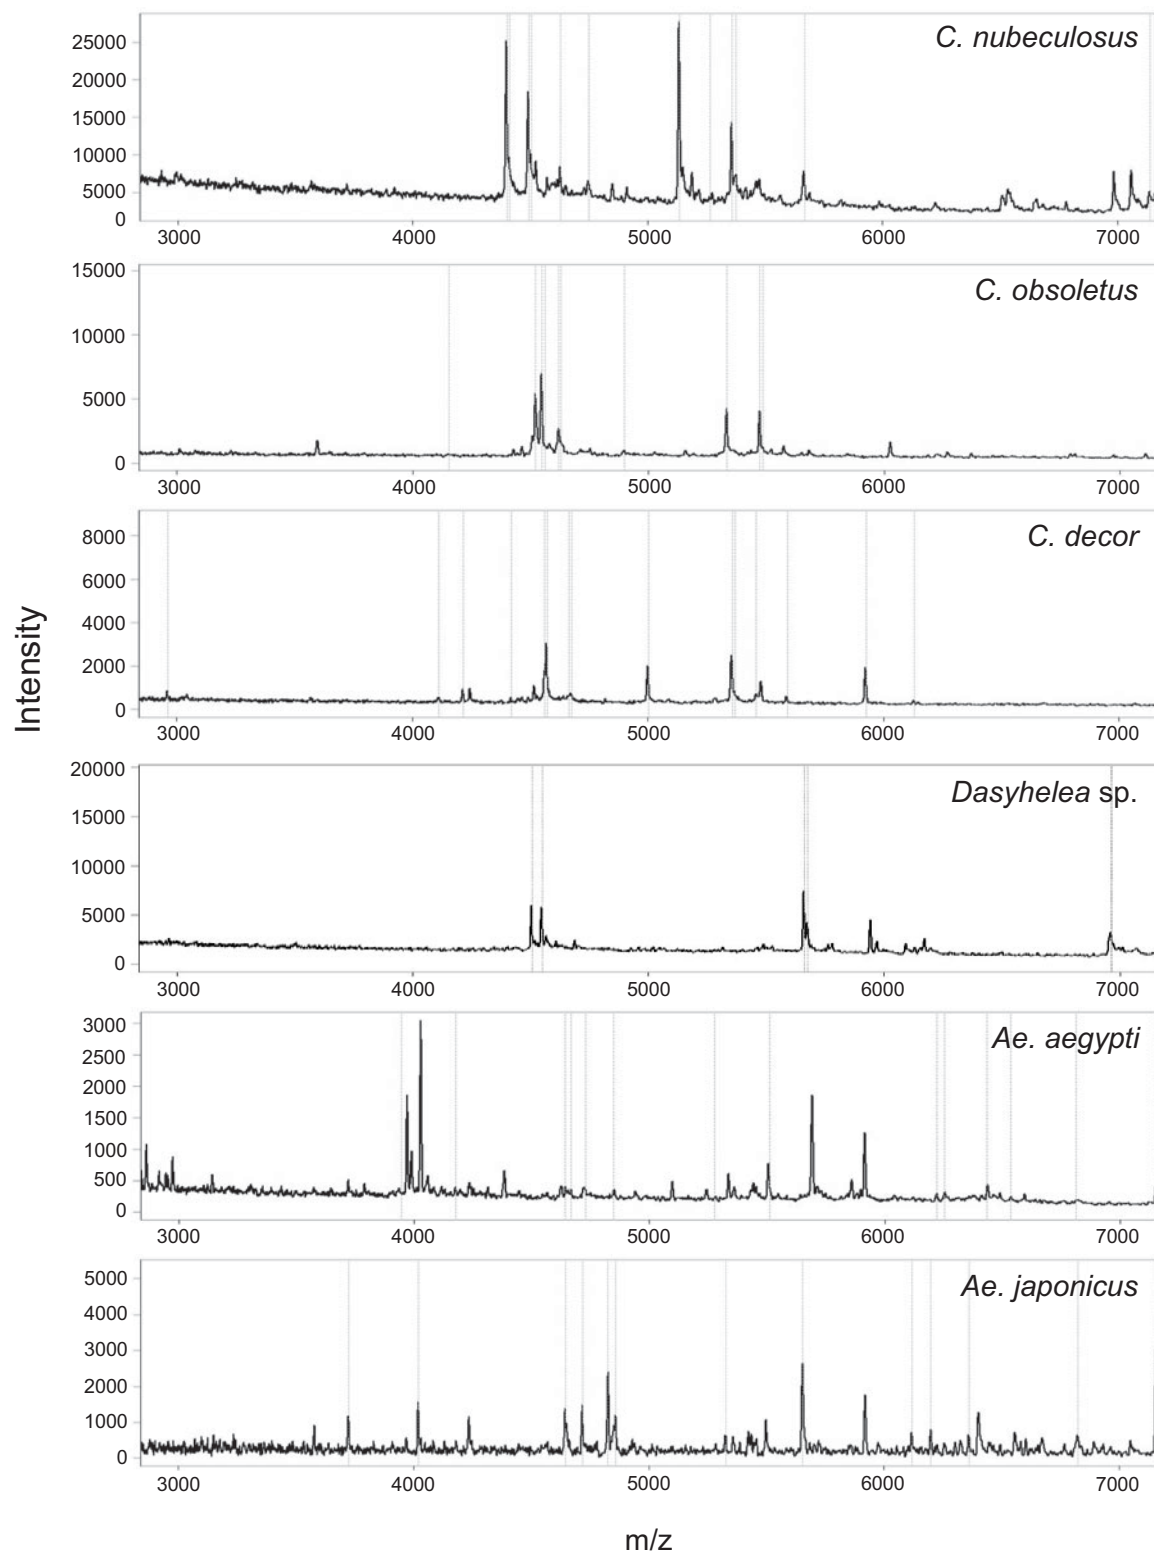 C. nubeculosus
25000
20000
15000
10000
5000
0
3000 4000 5000 6000 7000
C. obsoletus
15000
10000
5000
0
3000 4000 5000 6000 7000
C. decor
8000
6000
4000
2000
0
3000 4000 5000 6000 7000
Intensity
Dasyhelea sp.
20000
15000
10000
5000
0
3000 4000 5000 6000 7000
Ae. aegypti
3000
2500
2000
1500
1000
500
0
3000 4000 5000 6000 7000
Ae. japonicus
5000
4000
3000
2000
1000
0
3000 4000 5000 6000 7000
m/z